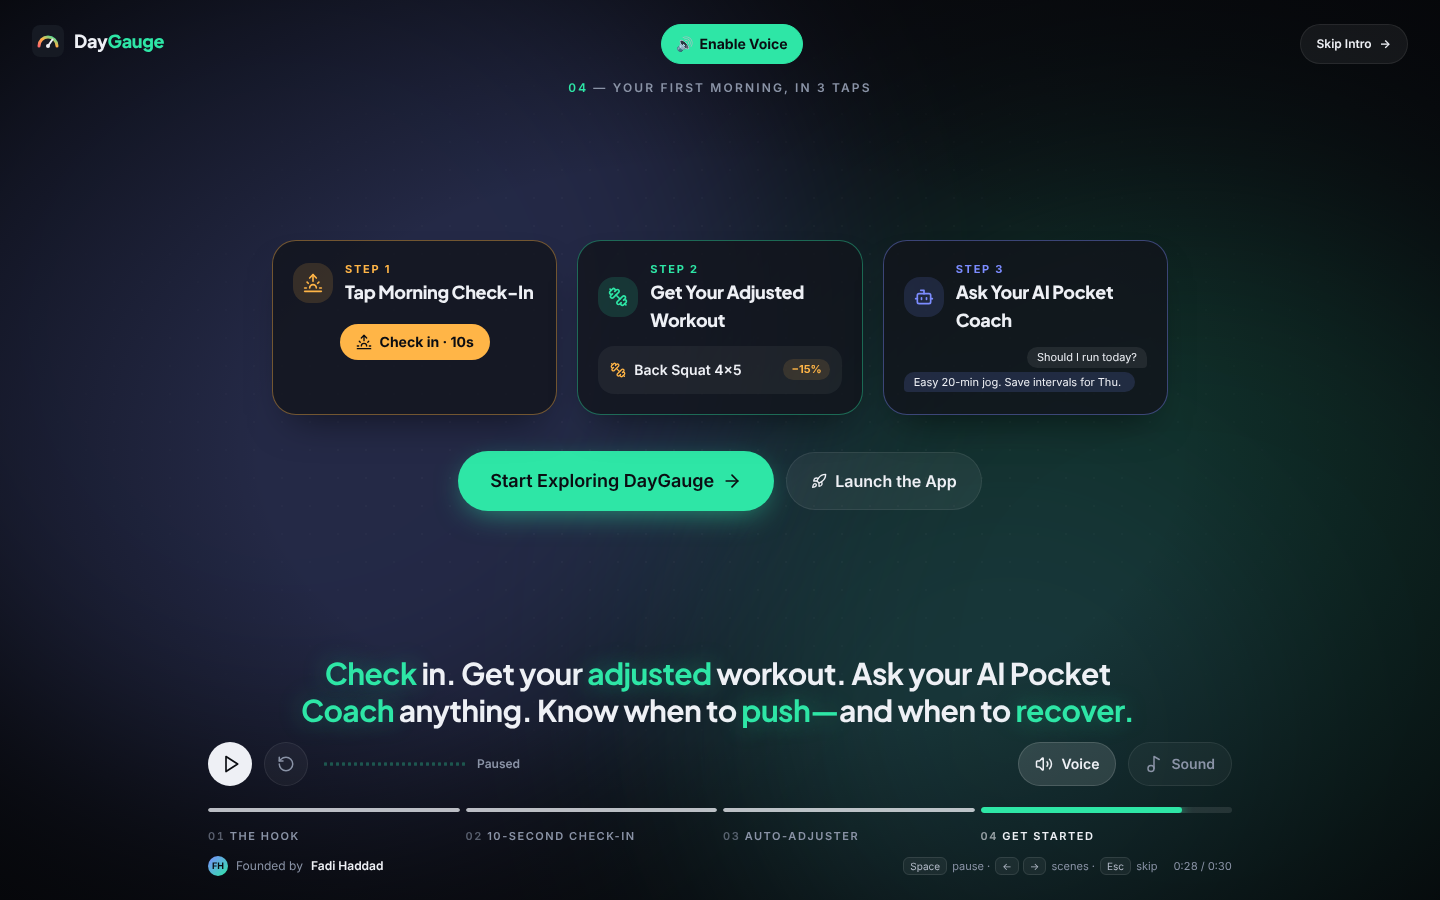 DayGauge
Enable Voice
Skip Intro →
04 — YOUR FIRST MORNING, IN 3 TAPS
STEP 1
Tap Morning Check-In
Check in · 10s
STEP 2
Get Your Adjusted
Workout
Back Squat 4×5
−15%
STEP 3
Ask Your AI Pocket
Coach
Should I run today?
Easy 20-min jog. Save intervals for Thu.
Start Exploring DayGauge →
Launch the App
Check in. Get your adjusted workout. Ask your AI Pocket
Coach anything. Know when to push—and when to recover.
Paused
Voice
Sound
01 THE HOOK
02 10-SECOND CHECK-IN
03 AUTO-ADJUSTER
04 GET STARTED
FH Founded by Fadi Haddad
Space pause · ← → scenes · Esc skip 0:28 / 0:30